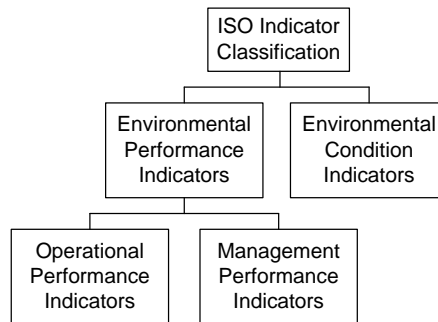 ISO Indicator
Classification
Environmental
Performance
Indicators
Environmental
Condition
Indicators
Operational
Performance
Indicators
Management
Performance
Indicators